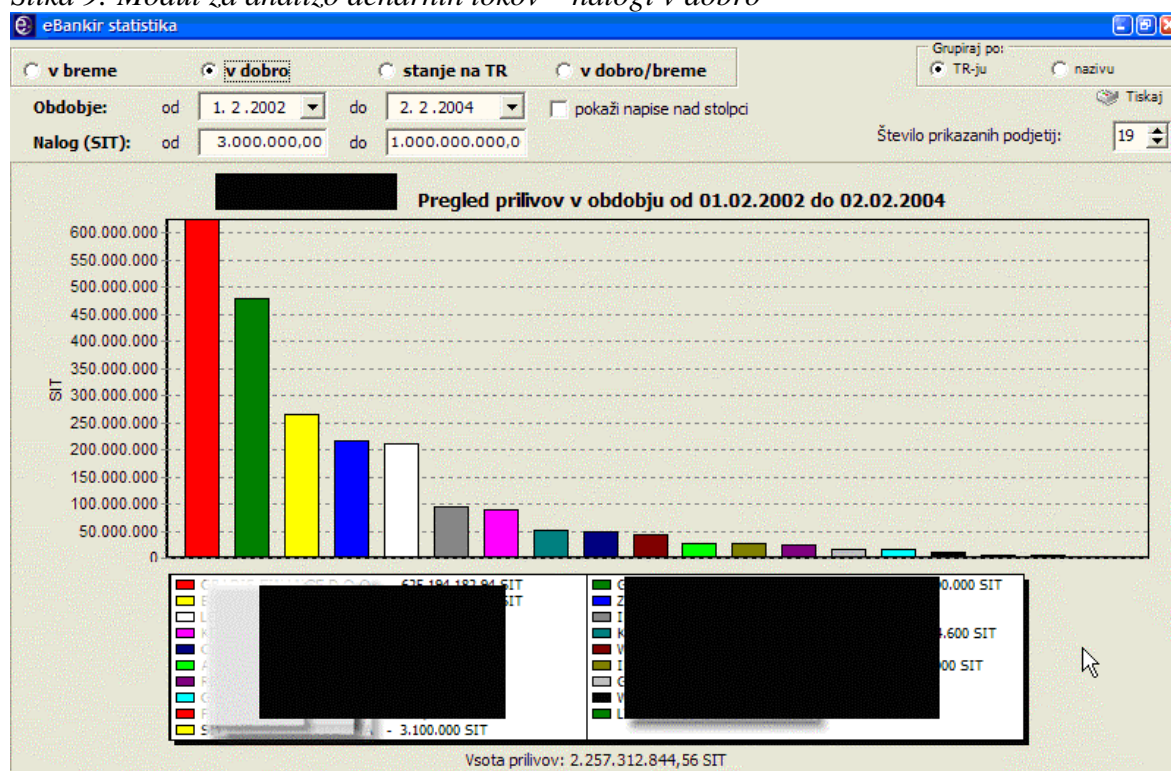 Slika 9: Modul za analizo denarnih tokov – nalogi v dobro
eBankir statistika
v breme v dobro stanje na TR v dobro/breme
Grupiraj po:
TR-ju nazivu
Obdobje: od 1. 2 .2002 do 2. 2 .2004 pokaži napise nad stolpci
Tiskaj
Nalog (SIT): od 3.000.000,00 do 1.000.000.000,0
Število prikazanih podjetij: 19
Pregled prilivov v obdobju od 01.02.2002 do 02.02.2004
SIT
600.000.000
550.000.000
500.000.000
450.000.000
400.000.000
350.000.000
300.000.000
250.000.000
200.000.000
150.000.000
100.000.000
50.000.000
0
SIT
0.000 SIT
.600 SIT
00 SIT
- 3.100.000 SIT
Vsota prilivov: 2.257.312.844,56 SIT